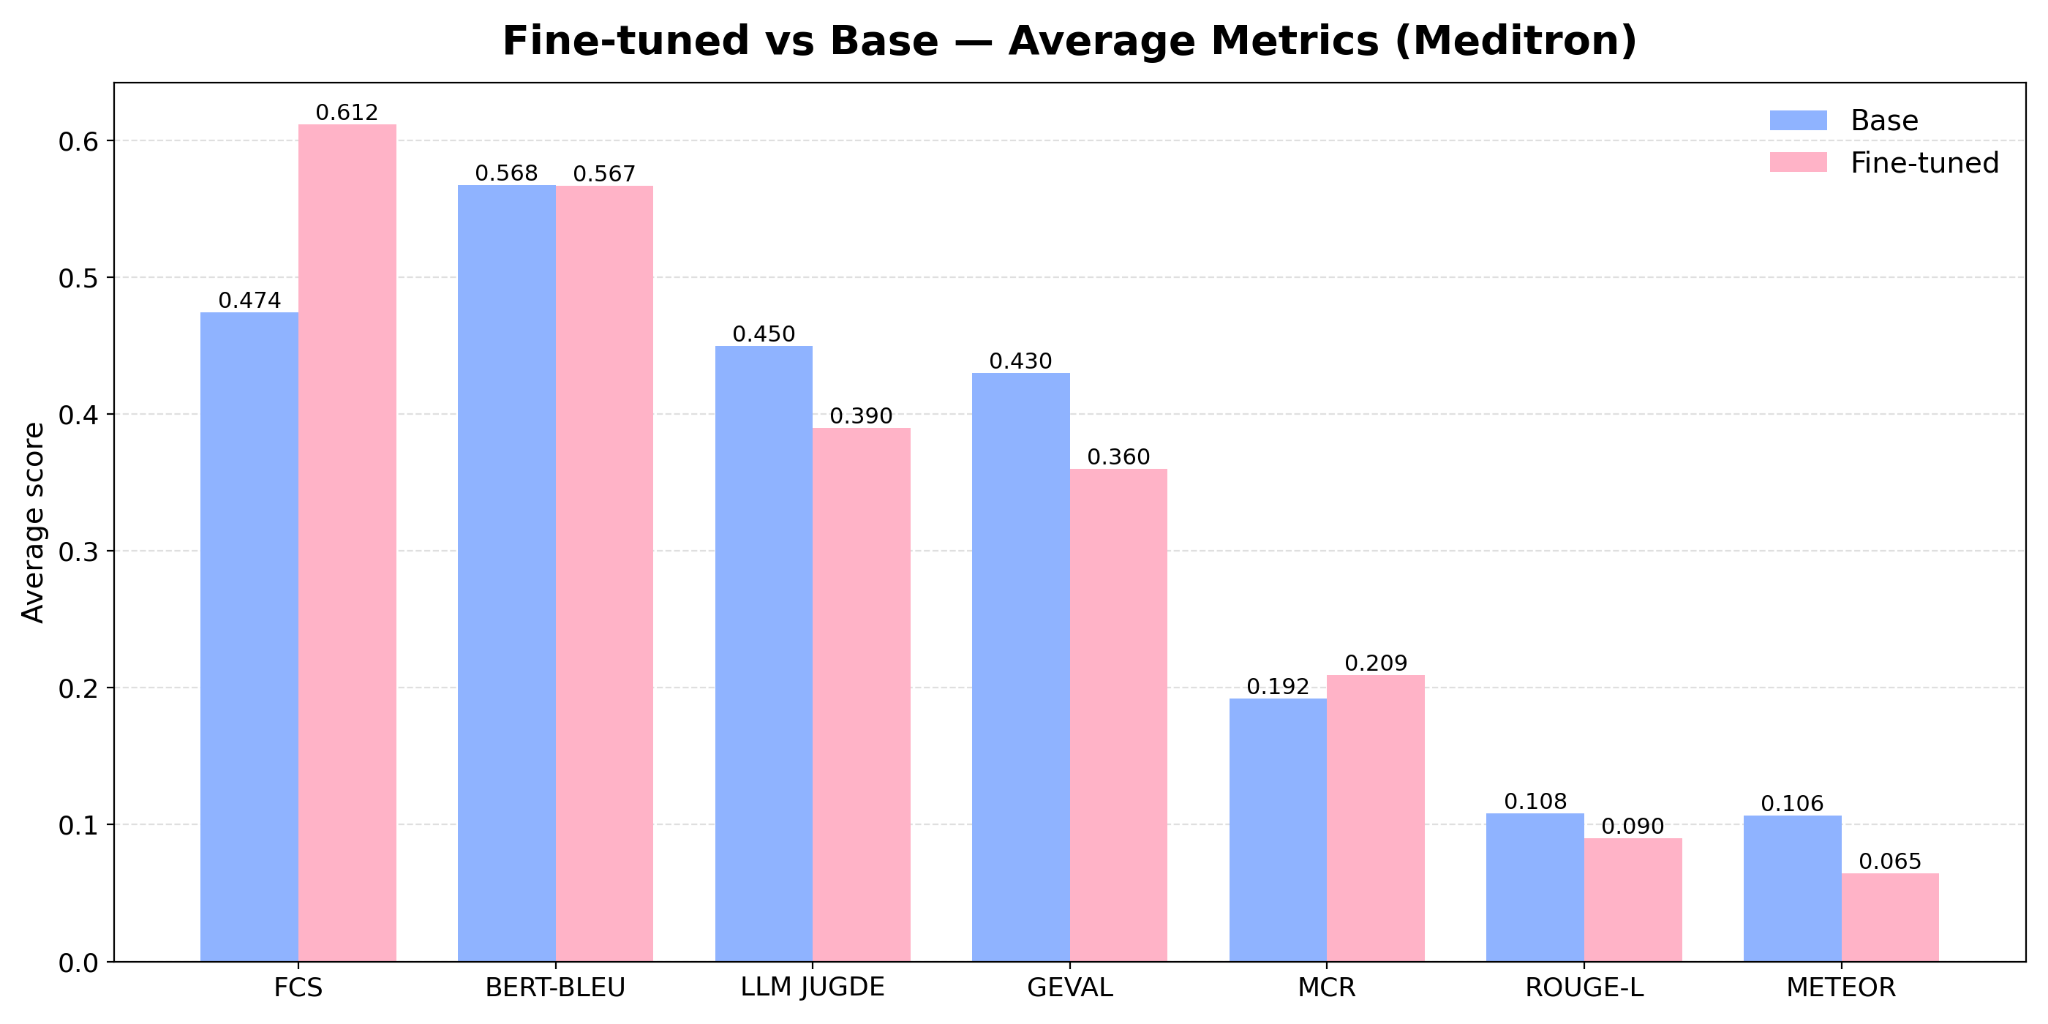 Fine-tuned vs Base — Average Metrics (Meditron)
Base
Fine-tuned
Average score
0.6
0.5
0.4
0.3
0.2
0.1
0.0
0.474
0.612
0.568
0.567
0.450
0.390
0.430
0.360
0.192
0.209
0.108
0.090
0.106
0.065
FCS
BERT-BLEU
LLM JUGDE
GEVAL
MCR
ROUGE-L
METEOR